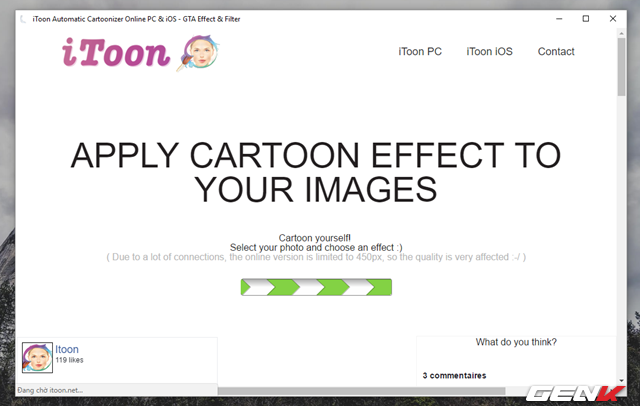 iToon Automatic Cartoonizer Online PC & iOS - GTA Effect & Filter
iToon
iToon PC
iToon iOS
Contact
APPLY CARTOON EFFECT TO
YOUR IMAGES
Cartoon yourself!
Select your photo and choose an effect :)
( Due to a lot of connections, the online version is limited to 450px, so the quality is very affected :-/ )
Itoon
119 likes
What do you think?
3 commentaires
Đang chờ itoon.net...
GENK